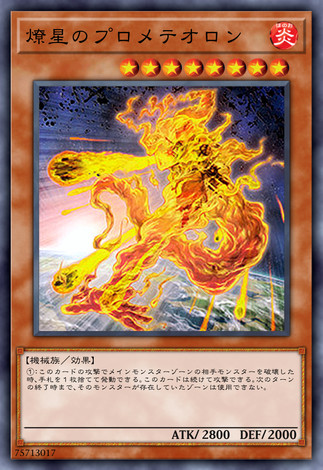 燎星のプロメテオロン
ほのお
炎
【機械族／効果】
①：このカードの攻撃でメインモンスターゾーンの相手モンスターを破壊した
時、手札を１枚捨てて発動できる。このカードは続けて攻撃できる。次のターン
の終了時まで、そのモンスターが存在していたゾーンは使用できない。
ATK/ 2800 DEF/2000
75713017